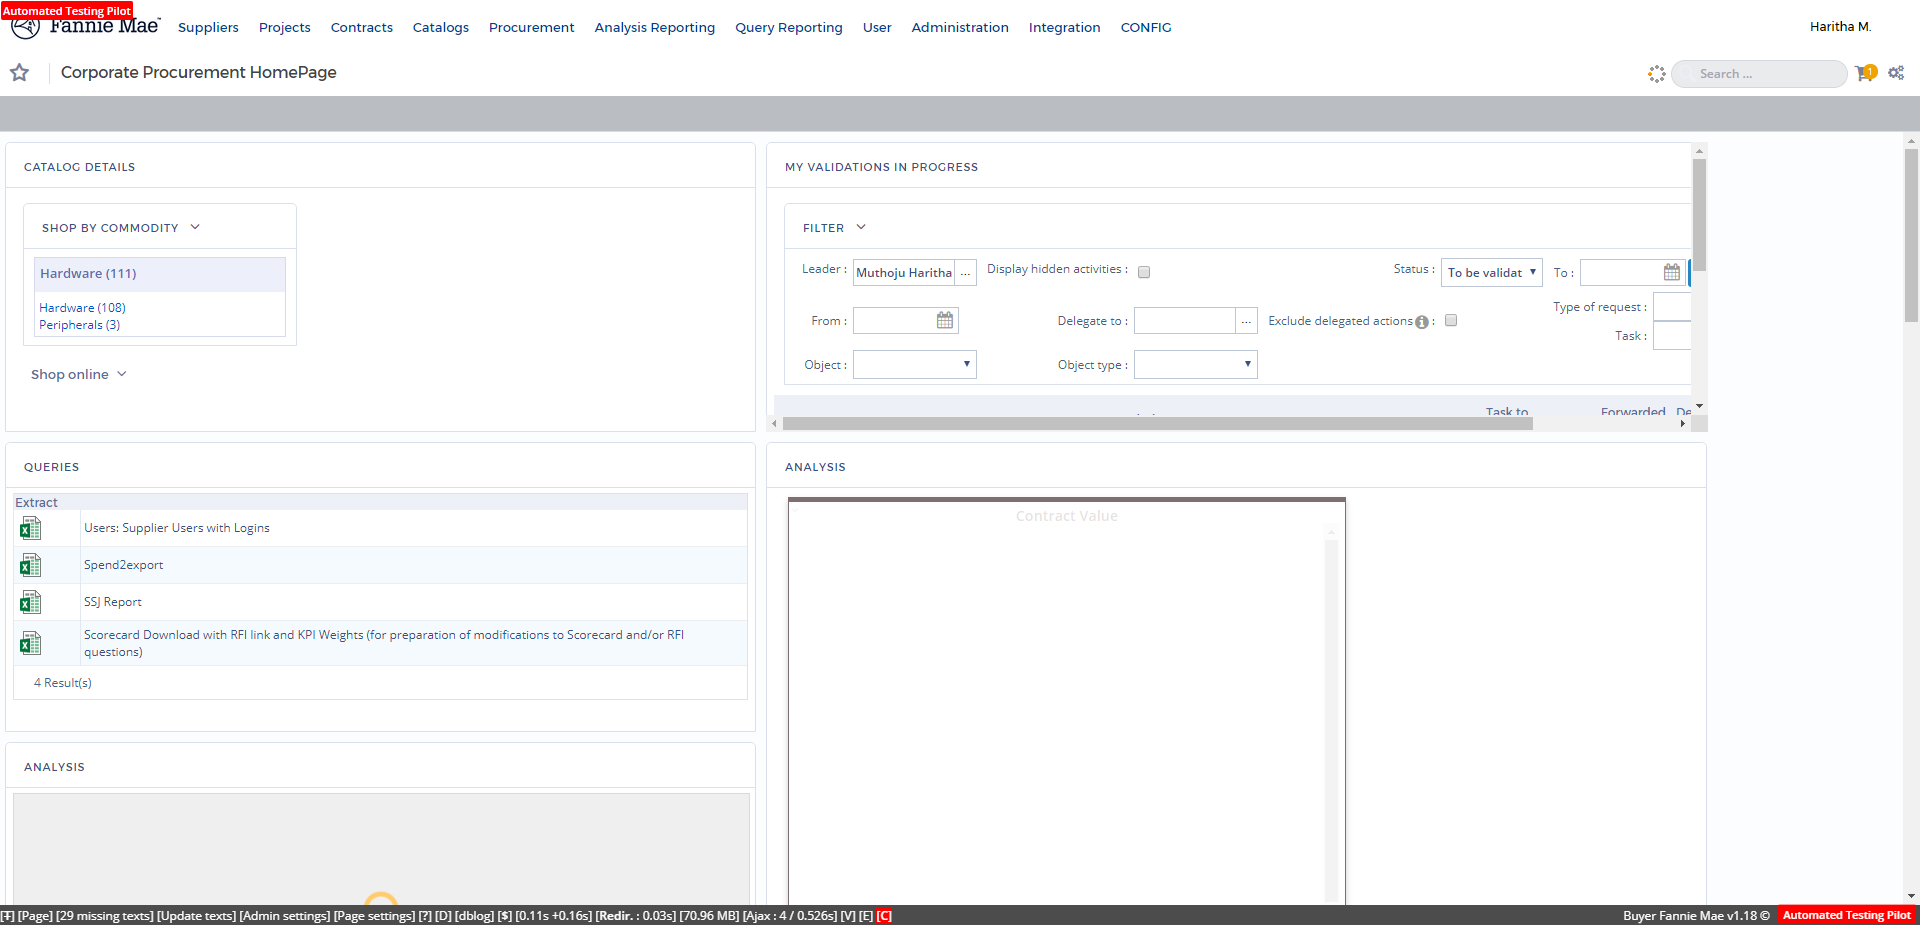 Automated Testing Pilot
Fannie Mae™ Suppliers Projects Contracts Catalogs Procurement Analysis Reporting Query Reporting User Administration Integration CONFIG Haritha M.
Corporate Procurement HomePage Search ... 1
CATALOG DETAILS
SHOP BY COMMODITY
Hardware (111)
Hardware (108)
Peripherals (3)
Shop online
MY VALIDATIONS IN PROGRESS
FILTER
Leader : Muthoju Haritha ... Display hidden activities : Status : To be validat To :
From : Delegate to : ... Exclude delegated actions : Type of request :
Task :
Object : Object type :
Task to Forwarded De
QUERIES
Extract
Users: Supplier Users with Logins
Spend2export
SSJ Report
Scorecard Download with RFI link and KPI Weights (for preparation of modifications to Scorecard and/or RFI
questions)
4 Result(s)
ANALYSIS
Contract Value
ANALYSIS
[T] [Page] [29 missing texts] [Update texts] [Admin settings] [Page settings] [?] [D] [dblog] [$] [0.11s +0.16s] [Redir. : 0.03s] [70.96 MB] [Ajax : 4 / 0.526s] [V] [E] [C] Buyer Fannie Mae v1.18 © Automated Testing Pilot